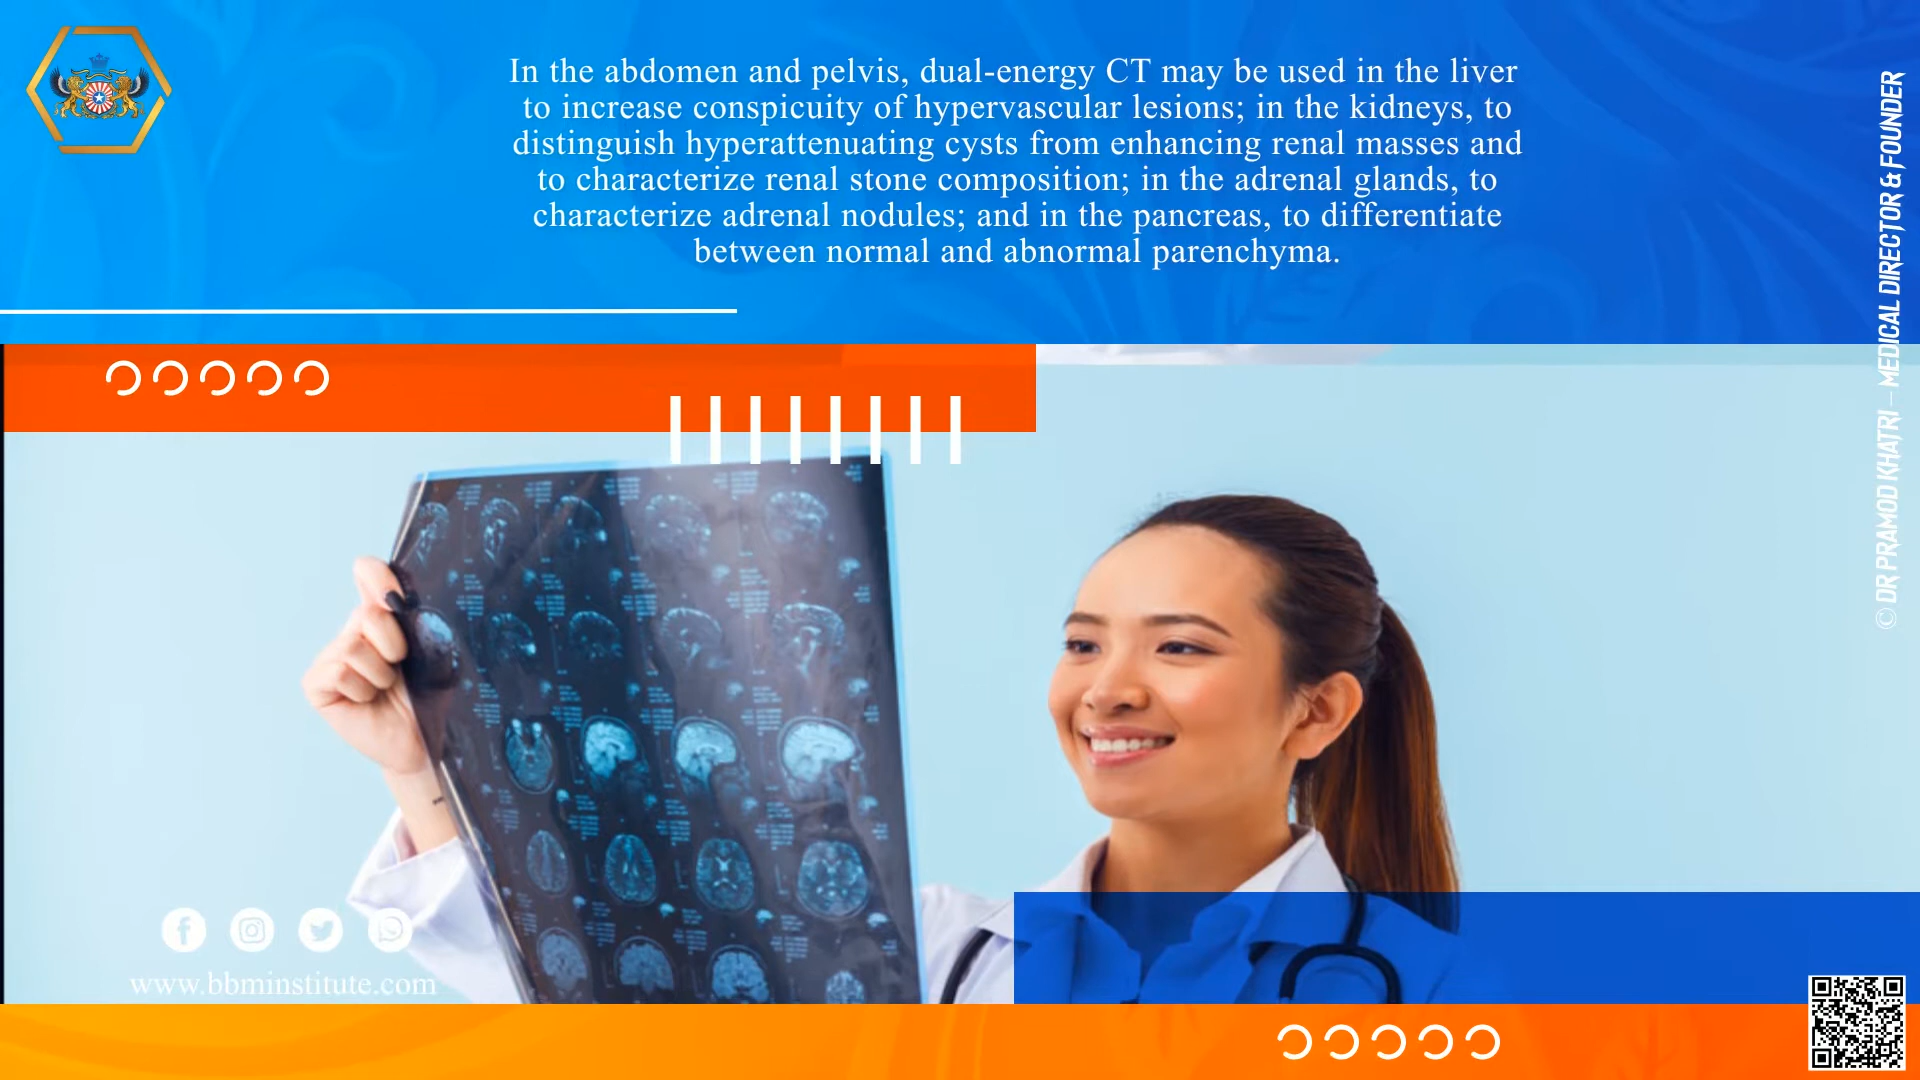 In the abdomen and pelvis, dual-energy CT may be used in the liver
to increase conspicuity of hypervascular lesions; in the kidneys, to
distinguish hyperattenuating cysts from enhancing renal masses and
to characterize renal stone composition; in the adrenal glands, to
characterize adrenal nodules; and in the pancreas, to differentiate
between normal and abnormal parenchyma.
© DR PRAMOD KHATRI – MEDICAL DIRECTOR & FOUNDER
www.bbminstitute.com